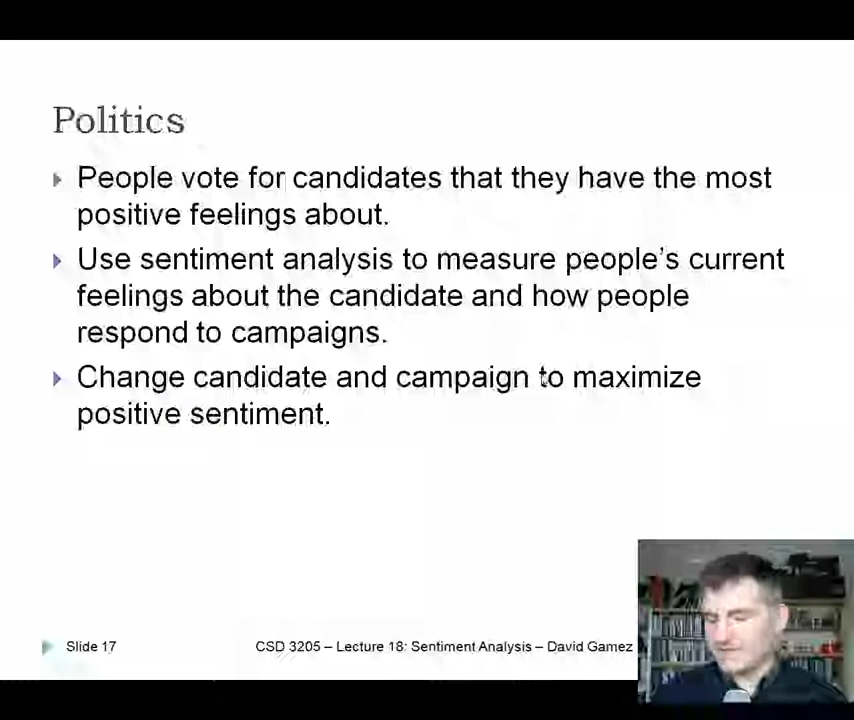 Politics
People vote for candidates that they have the most
positive feelings about.
Use sentiment analysis to measure people's current
feelings about the candidate and how people
respond to campaigns.
Change candidate and campaign to maximize
positive sentiment.
Slide 17
CSD 3205 – Lecture 18: Sentiment Analysis – David Gamez